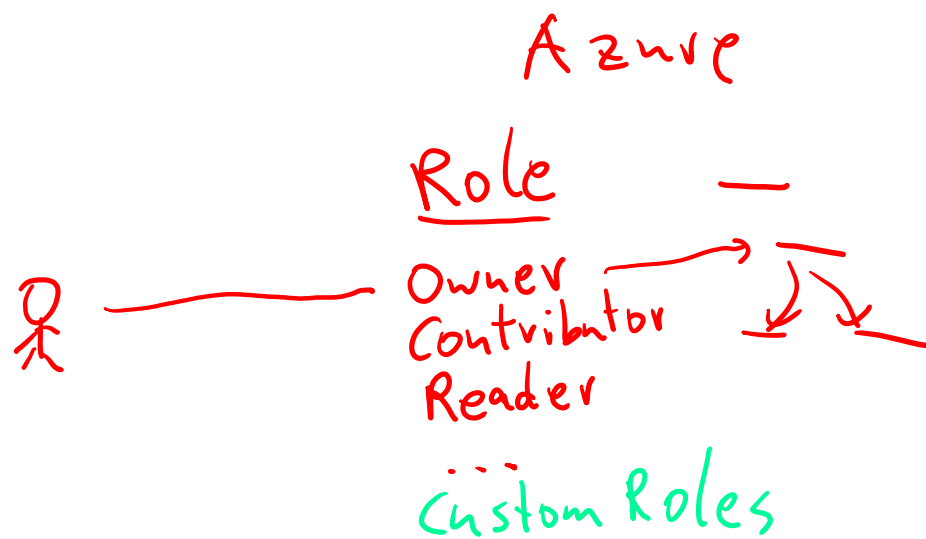 Azure
Role
Owner
Contributor
Reader
...
Custom Roles